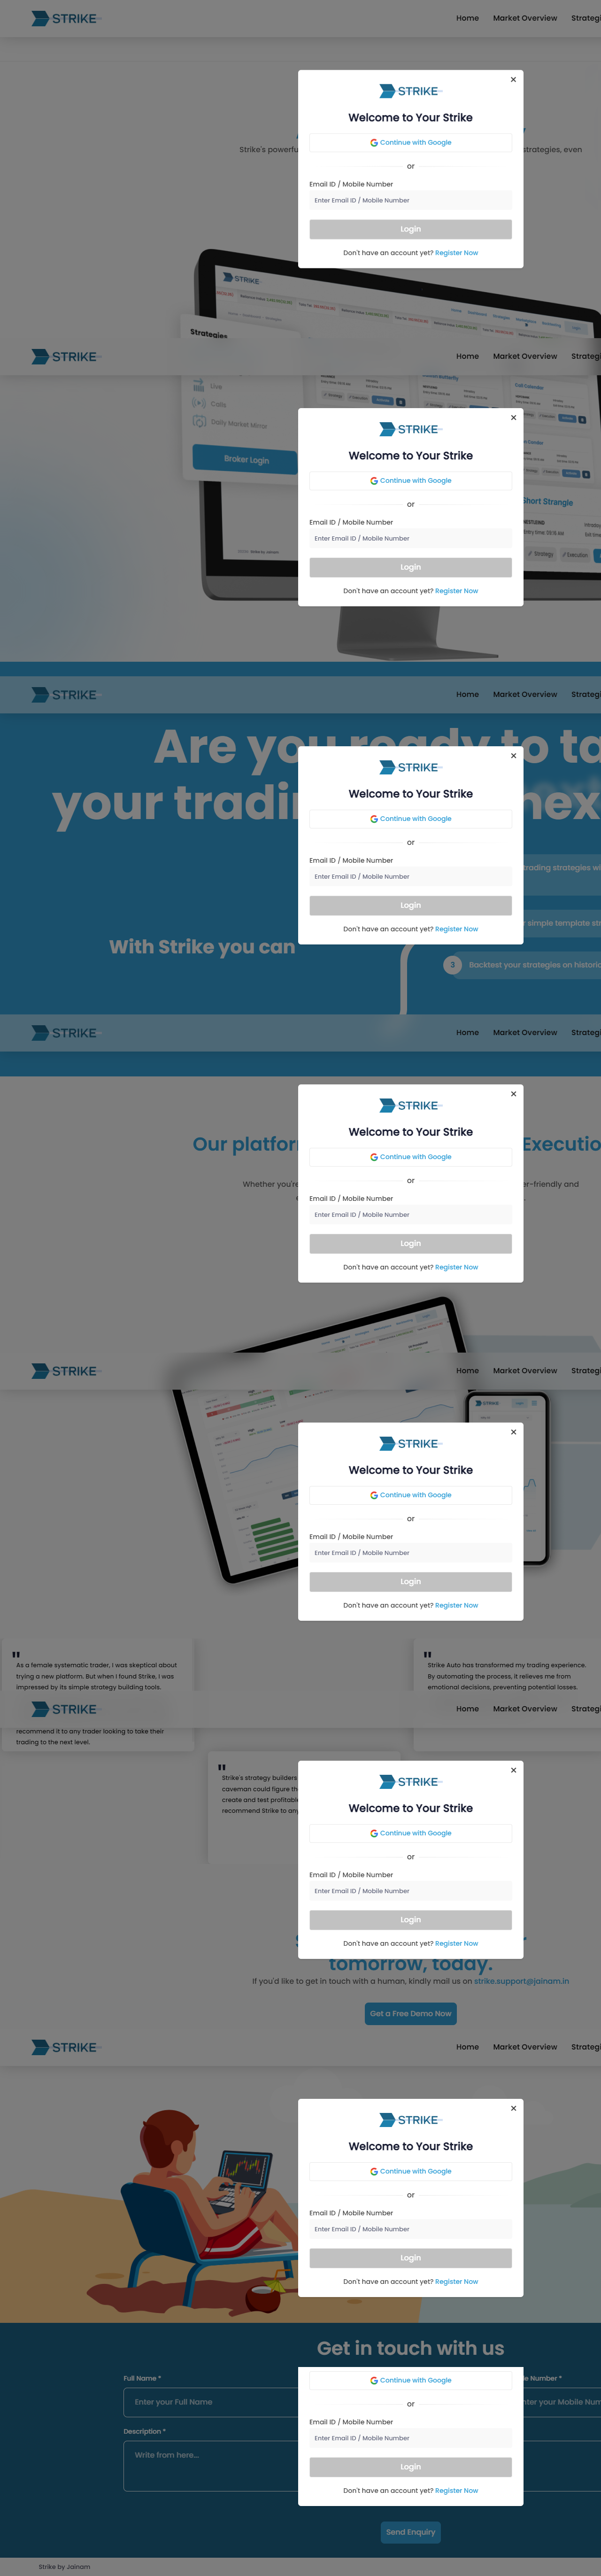 STRIKE
Home Market Overview
STRIKE
Welcome to Your Strike
Continue with Google
Strike's powerfu
strategies, even
or
Email ID / Mobile Number
Enter Email ID / Mobile Number
Login
Don't have an account yet? Register Now
STRIKE
Strategies
STRIKE
Home Market Overview
Live
Calls
Daily Market Mirror
Broker Login
STRIKE
Welcome to Your Strike
Continue with Google
Short Strangle
or
Email ID / Mobile Number
Enter Email ID / Mobile Number
Strategy
Execution
Login
Don't have an account yet? Register Now
STRIKE
Home Market Overview
Are you ready to ta
STRIKE
your tradin
nex
Welcome to Your Strike
Continue with Google
or
Email ID / Mobile Number
trading strategies wi
Enter Email ID / Mobile Number
Login
simple template str
Don't have an account yet? Register Now
With Strike you can
3 Backtest your strategies on historic
STRIKE
Home Market Overview
STRIKE
Welcome to Your Strike
Our platfor
Executio
Continue with Google
Whether you're
er-friendly and
or
Email ID / Mobile Number
Enter Email ID / Mobile Number
Login
Don't have an account yet? Register Now
STRIKE
Home Market Overview
STRIKE
STRIKE
Welcome to Your Strike
Continue with Google
or
Email ID / Mobile Number
Enter Email ID / Mobile Number
Login
Don't have an account yet? Register Now
"
As a female systematic trader, I was skeptical about
trying a new platform. But when I found Strike, I was
impressed by its simple strategy building tools.
"
Strike Auto has transformed my trading experience.
By automating the process, it relieves me from
emotional decisions, preventing potential losses.
STRIKE
Home Market Overview
recommend it to any trader looking to take their
trading to the next level.
"
Strike's strategy builders
caveman could figure th
create and test profitable
recommend Strike to any
STRIKE
Welcome to Your Strike
Continue with Google
or
Email ID / Mobile Number
Enter Email ID / Mobile Number
Login
Don't have an account yet? Register Now
tomorrow, today.
If you'd like to get in touch with a human, kindly mail us on strike.support@jainam.in
Get a Free Demo Now
STRIKE
Home Market Overview
STRIKE
Welcome to Your Strike
Continue with Google
or
Email ID / Mobile Number
Enter Email ID / Mobile Number
Login
Don't have an account yet? Register Now
Get in touch with us
Full Name *
e Number *
Continue with Google
Enter your Full Name
nter your Mobile Num
or
Email ID / Mobile Number
Description *
Enter Email ID / Mobile Number
Write from here...
Login
Don't have an account yet? Register Now
Send Enquiry
Strike by Jainam